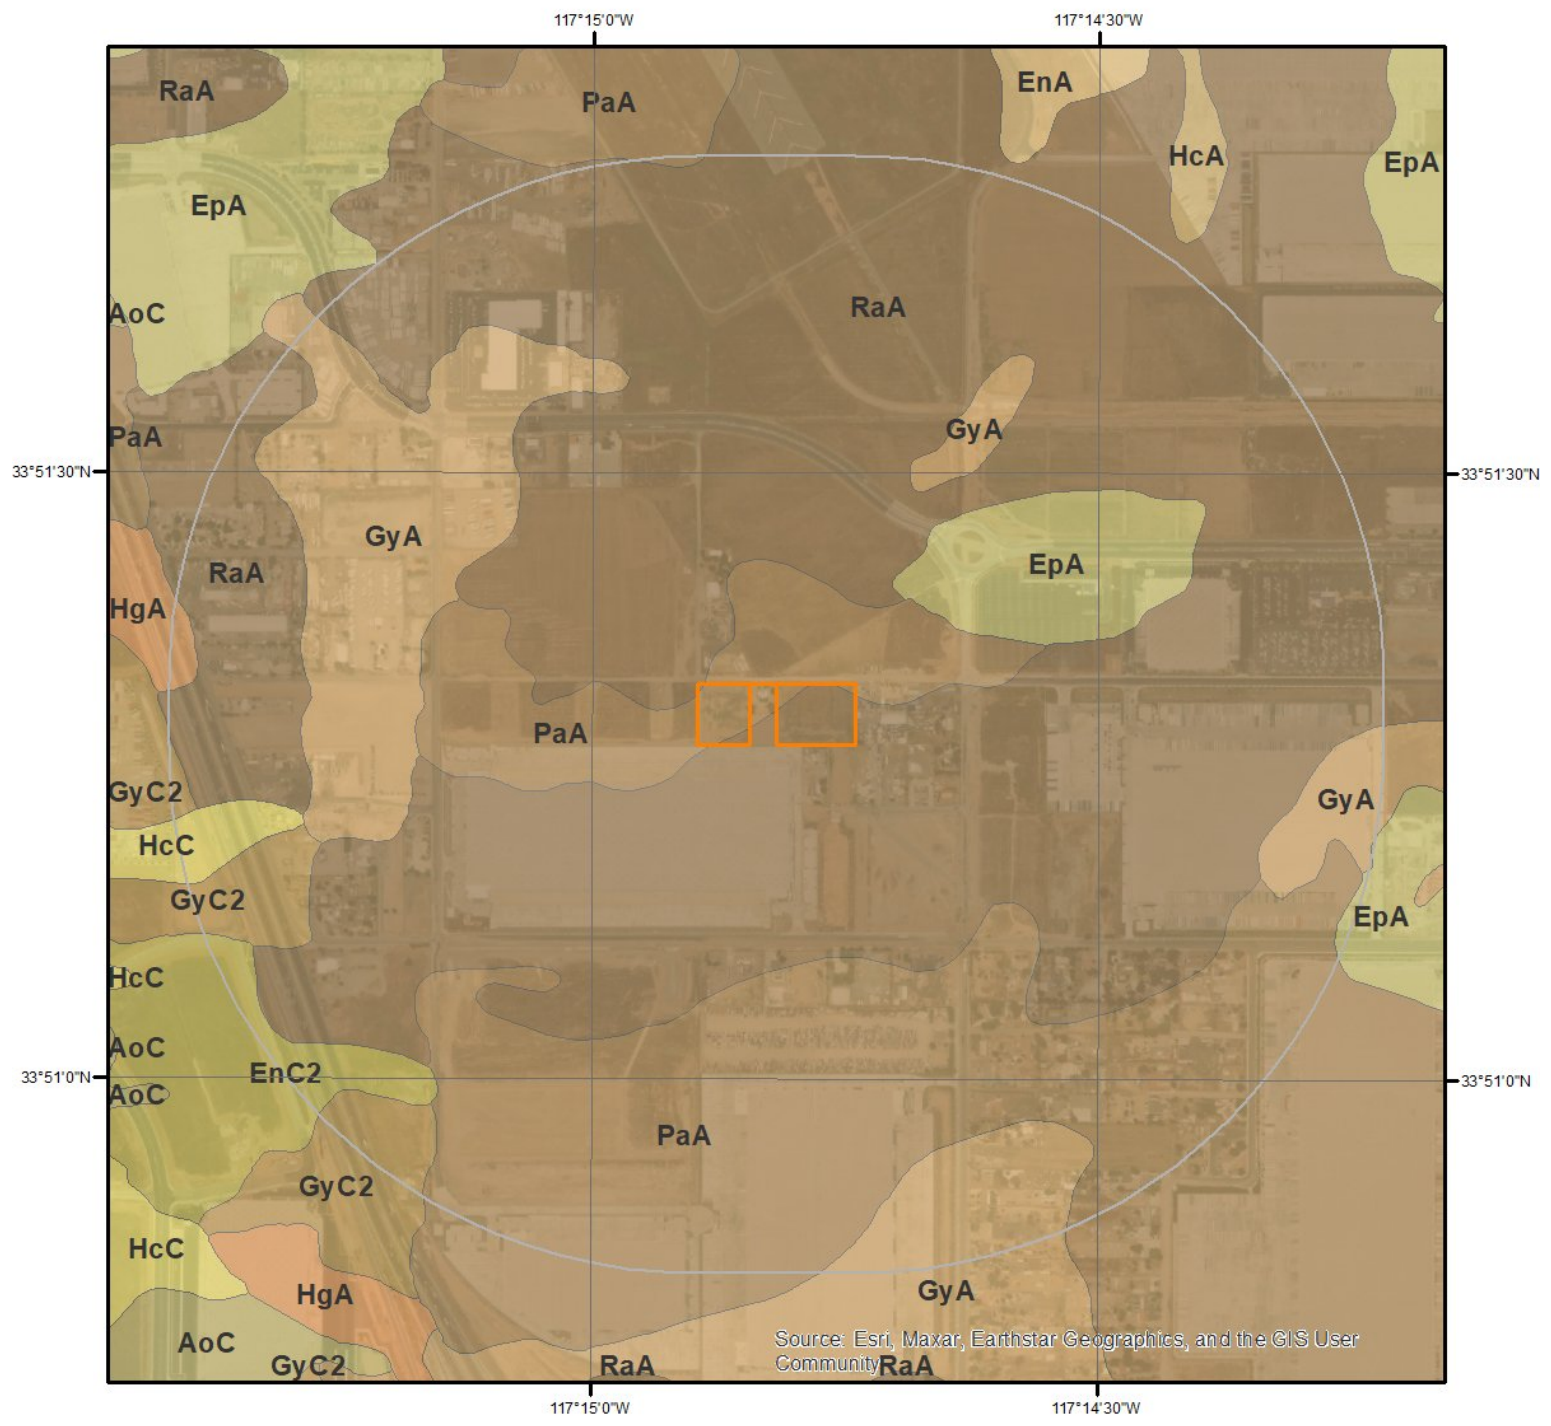 117°15'0"W 117°14'30"W
EnA
RaA
PaA
HcA
EpA
EpA
AoC
RaA
GyA
PaA
33°51'30"N 33°51'30"N
GyA
EpA
RaA
HgA
PaA
GyC2
GyA
HcC
GyC2
EpA
HcC
AoC
EnC2
33°51'0"N 33°51'0"N
AoC
PaA
GyC2
HcC
GyA
HgA
Source: Esri, Maxar, Earthstar Geographics, and the GIS User
Community
AoC
GyC2
RaA
RaA
117°15'0"W 117°14'30"W